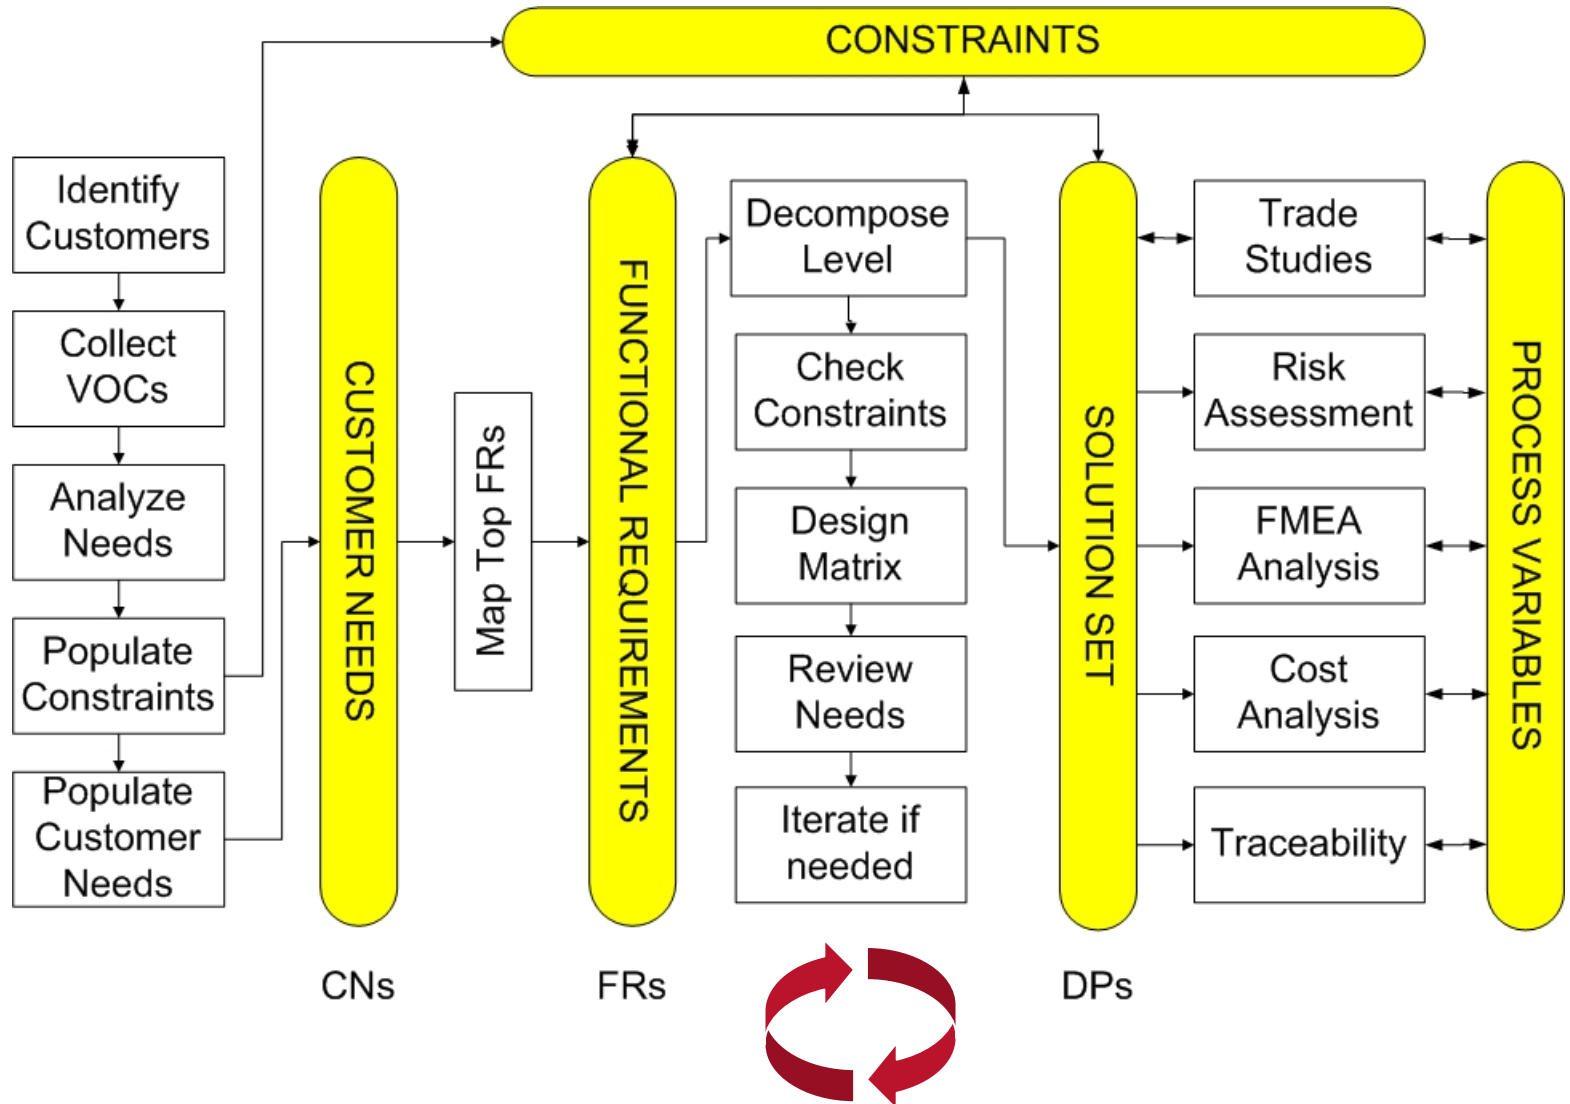 CONSTRAINTS
Identify
Customers
Collect
VOCs
Analyze
Needs
Populate
Constraints
Populate
Customer
Needs
CUSTOMER NEEDS
Map Top FRs
FUNCTIONAL REQUIREMENTS
Decompose
Level
Check
Constraints
Design
Matrix
Review
Needs
Iterate if
needed
SOLUTION SET
Trade
Studies
Risk
Assessment
FMEA
Analysis
Cost
Analysis
Traceability
PROCESS VARIABLES
CNs
FRs
DPs